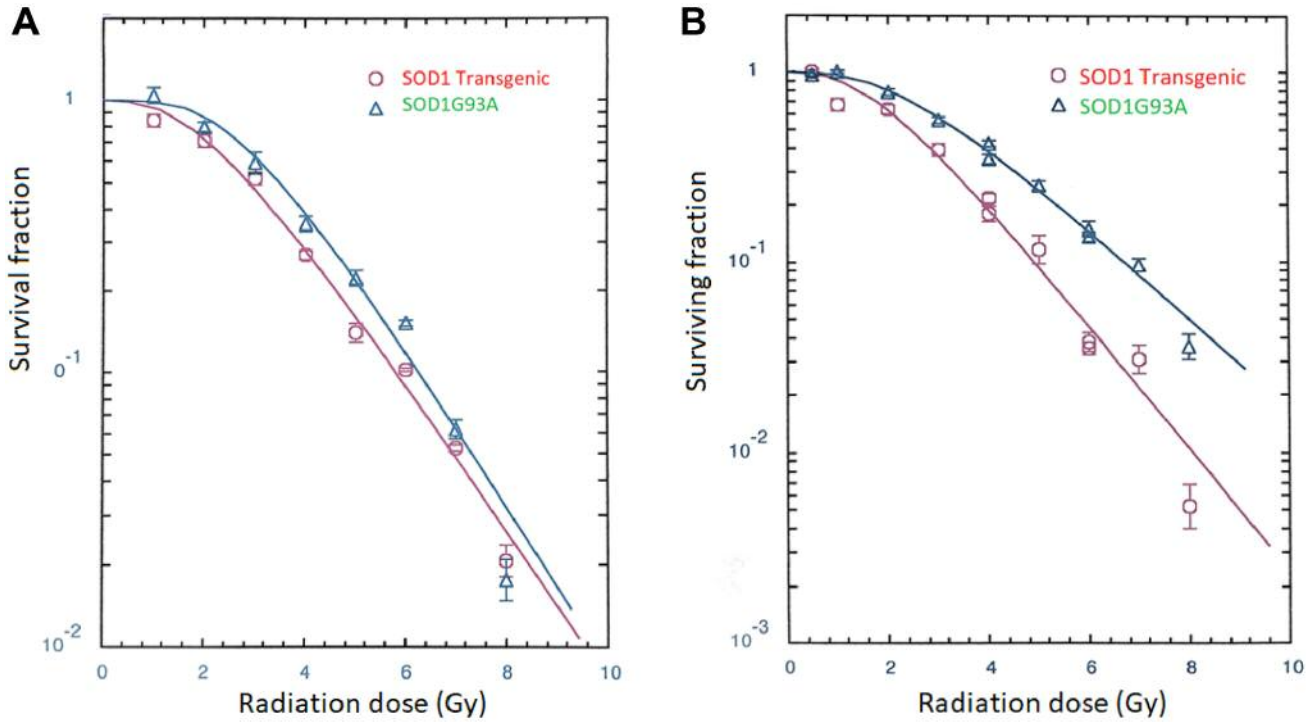 A
Survival fraction
1
10-1
10-2
SOD1 Transgenic
SOD1G93A
0 2 4 6 8 10
Radiation dose (Gy)
B
Surviving fraction
1
10-1
10-2
10-3
SOD1 Transgenic
SOD1G93A
0 2 4 6 8 10
Radiation dose (Gy)